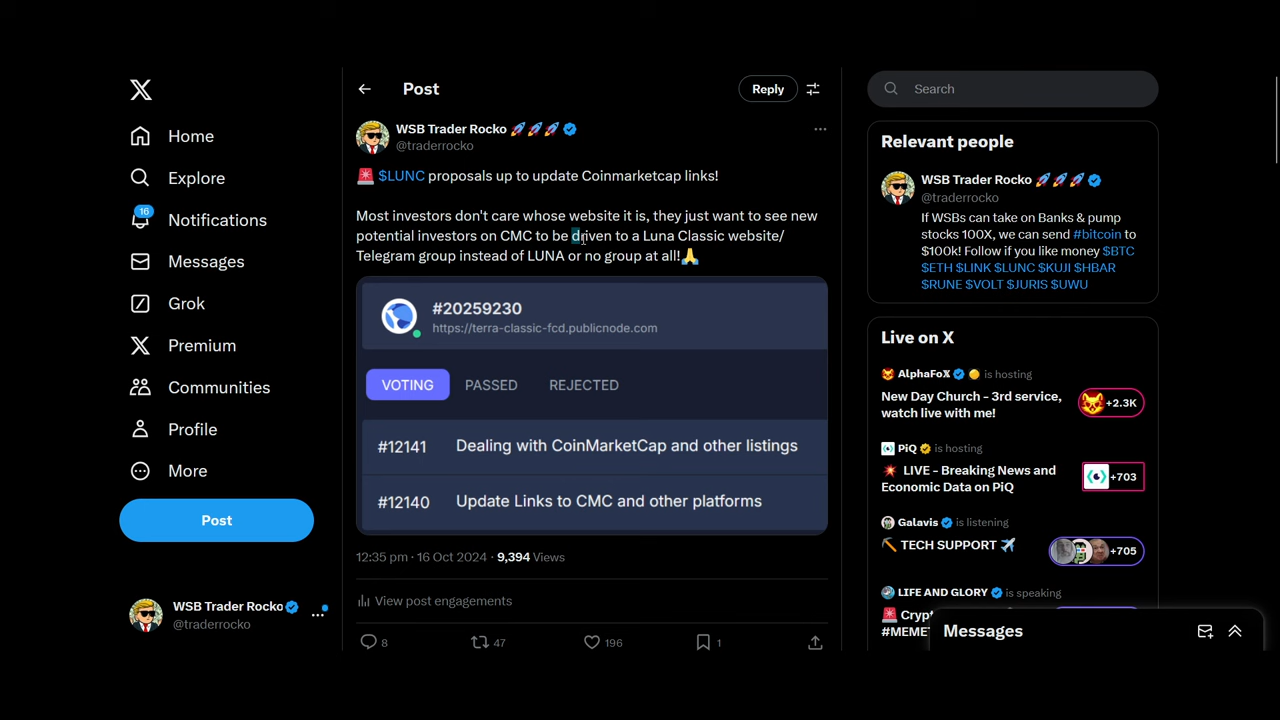 Home
Explore
16
Notifications
Messages
Grok
Premium
Communities
Profile
More
Post
WSB Trader Rocko 🚀🚀🚀
@traderrocko
Post
Reply
WSB Trader Rocko 🚀🚀🚀
@traderrocko
🚨 $LUNC proposals up to update Coinmarketcap links!
Most investors don't care whose website it is, they just want to see new
potential investors on CMC to be driven to a Luna Classic website/
Telegram group instead of LUNA or no group at all!🙏
#20259230
https://terra-classic-fcd.publicnode.com
VOTING PASSED REJECTED
#12141 Dealing with CoinMarketCap and other listings
#12140 Update Links to CMC and other platforms
12:35 pm · 16 Oct 2024 · 9,394 Views
View post engagements
8 47 196 1
Search
Relevant people
WSB Trader Rocko 🚀🚀🚀
@traderrocko
If WSBs can take on Banks & pump
stocks 100X, we can send #bitcoin to
$100k! Follow if you like money $BTC
$ETH $LINK $LUNC $KUJI $HBAR
$RUNE $VOLT $JURIS $UWU
Live on X
AlphaFoX is hosting
New Day Church - 3rd service,
watch live with me!
+2.3K
PiQ is hosting
💥 LIVE - Breaking News and
Economic Data on PiQ
+703
Galavis is listening
⛏️ TECH SUPPORT ✈️
+705
LIFE AND GLORY is speaking
🚨 Cryp
#MEME
Messages